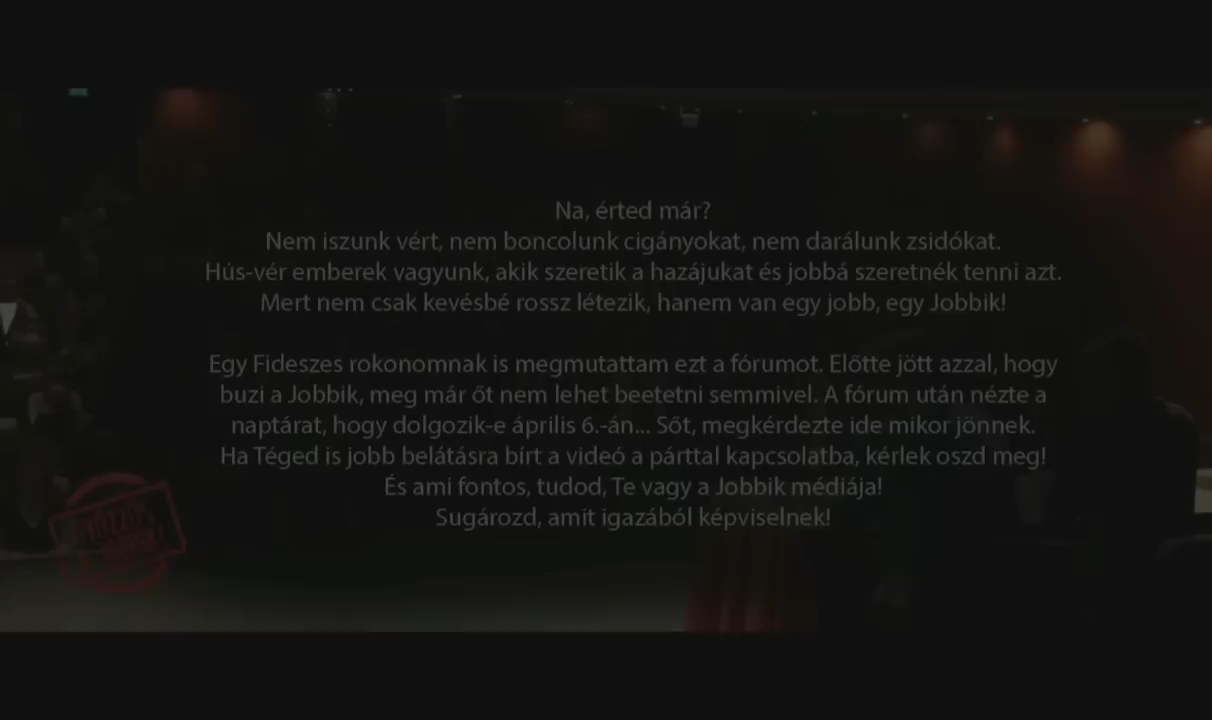 Na, érted már?
Nem iszunk vért, nem boncolunk cigányokat, nem darálunk zsidókat.
Hús-vér emberek vagyunk, akik szeretik a hazájukat és jobbá szeretnék tenni azt.
Mert nem csak kevésbé rossz létezik, hanem van egy jobb, egy Jobbik!
Egy Fideszes rokonomnak is megmutattam ezt a fórumot. Előtte jött azzal, hogy
buzi a Jobbik, meg már őt nem lehet beetetni semmivel. A fórum után nézte a
naptárat, hogy dolgozik-e április 6.-án... Sőt, megkérdezte ide mikor jönnek.
Ha Téged is jobb belátásra bírt a videó a párttal kapcsolatba, kérlek oszd meg!
És ami fontos, tudod, Te vagy a Jobbik médiája!
Sugározd, amit igazából képviselnek!